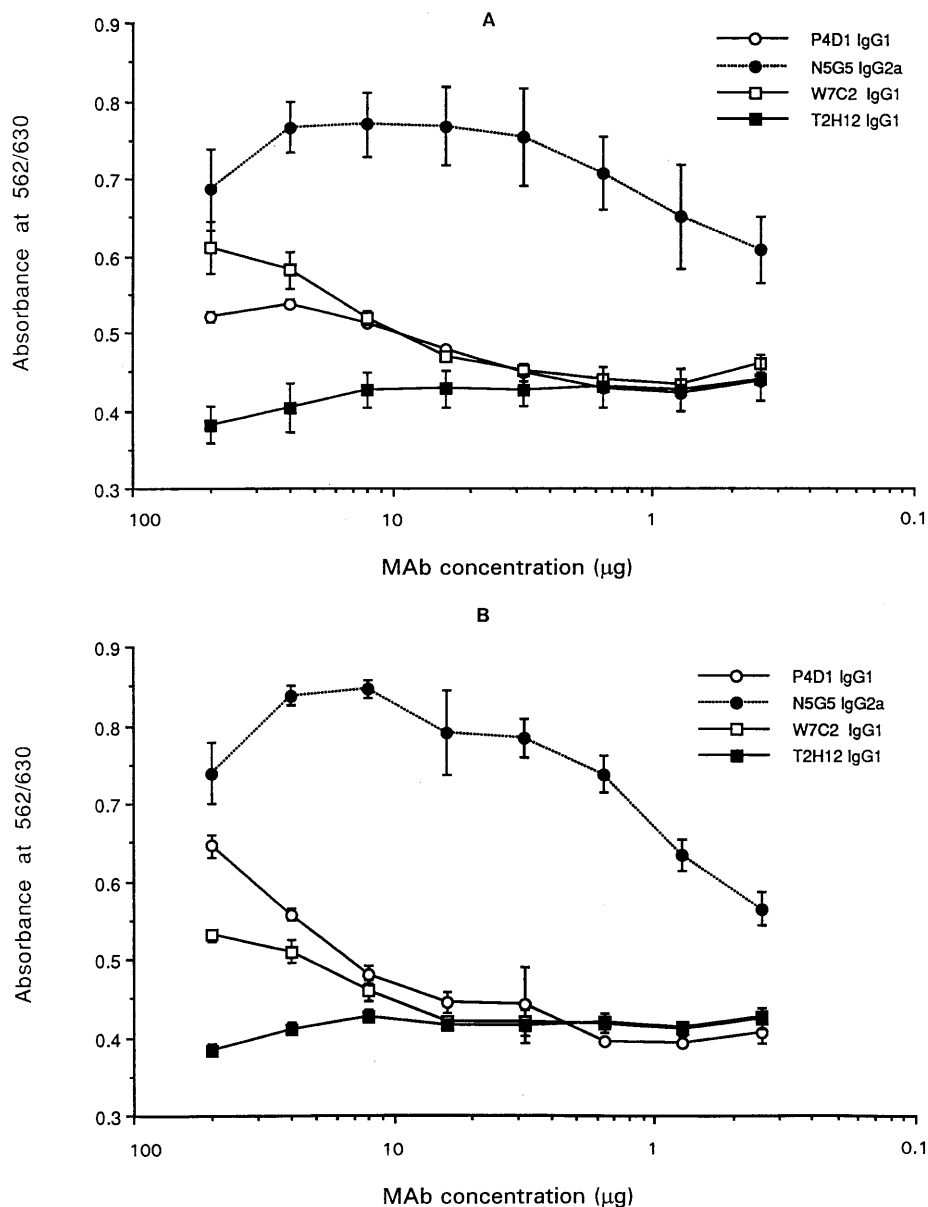 A
P4D1 IgG1
N5G5 IgG2a
W7C2 IgG1
T2H12 IgG1
0.9
0.8
0.7
0.6
0.5
0.4
0.3
Absorbance at 562/630
100 10 1 0.1
MAb concentration (µg)
B
P4D1 IgG1
N5G5 IgG2a
W7C2 IgG1
T2H12 IgG1
0.9
0.8
0.7
0.6
0.5
0.4
0.3
Absorbance at 562/630
100 10 1 0.1
MAb concentration (µg)